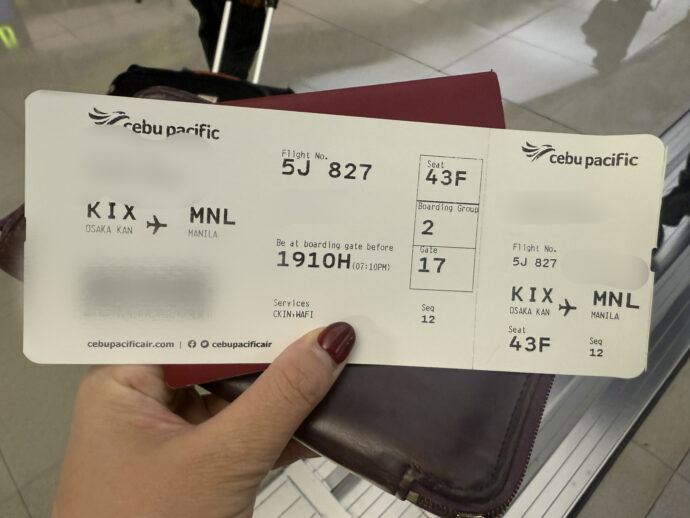 cebu pacific
KIX MNL
OSAKA KAN MANILA
Flight No.
5J 827
Be at boarding gate before
1910H(07:10PM)
Services
CKIN:WAFI
Seat
43F
Boarding Group
2
Gate
17
Seq
12
cebupacificair.com | cebupacificair
cebu pacific
Flight No.
5J 827
KIX MNL
OSAKA KAN MANILA
Seat
43F
Seq
12